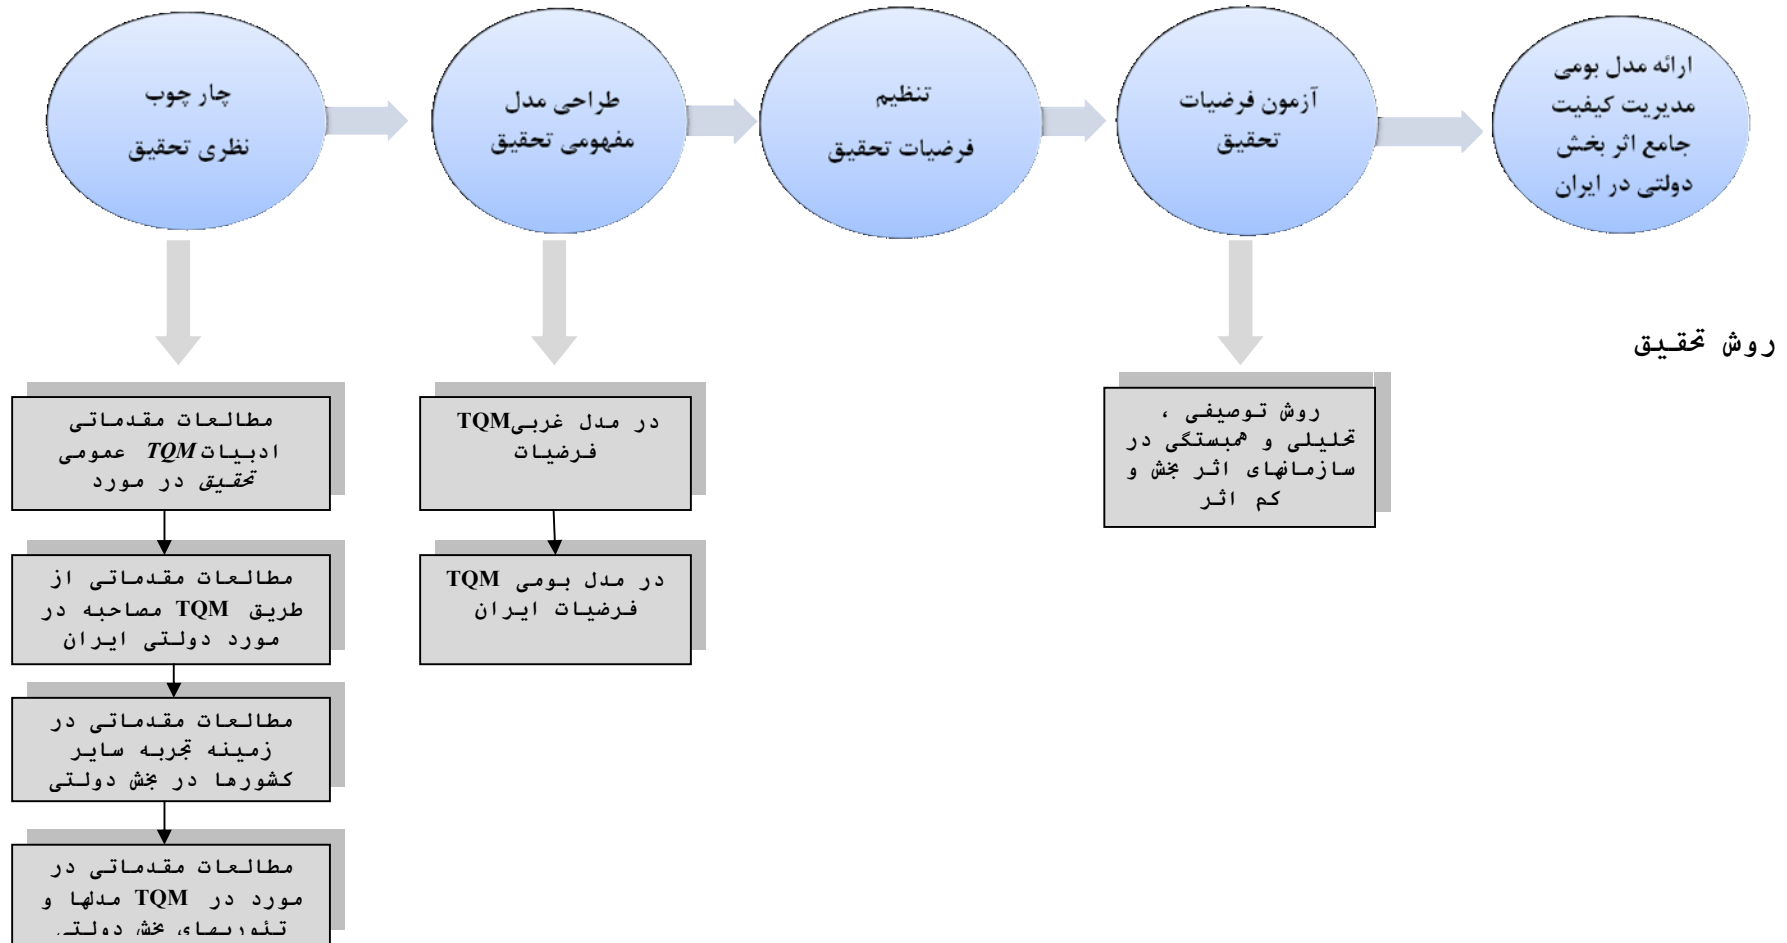 چار چوب
نظری تحقیق
طراحی مدل
مفهومی تحقیق
تنظیم
فرضیات تحقیق
آزمون فرضیات
تحقیق
ارائه مدل بومی
مدیریت کیفیت
جامع اثر بخش
دولتی در ایران
روش تحقیق
مطالعات مقدماتی
ادبیات TQM عمومی
تحقیق در مورد
مطالعات مقدماتی از
طریق TQM مصاحبه در
مورد دولتی ایران
مطالعات مقدماتی در
زمینه تجربه سایر
کشورها در بخش دولتی
مطالعات مقدماتی در
مورد در TQM مدلها و
تئوریهای بخش دولتی
در مدل غربیTQM
فرضیات
در مدل بومی TQM
فرضیات ایران
روش توصیفی ،
تحلیلی و همبستگی در
سازمانهای اثر بخش و
کم اثر